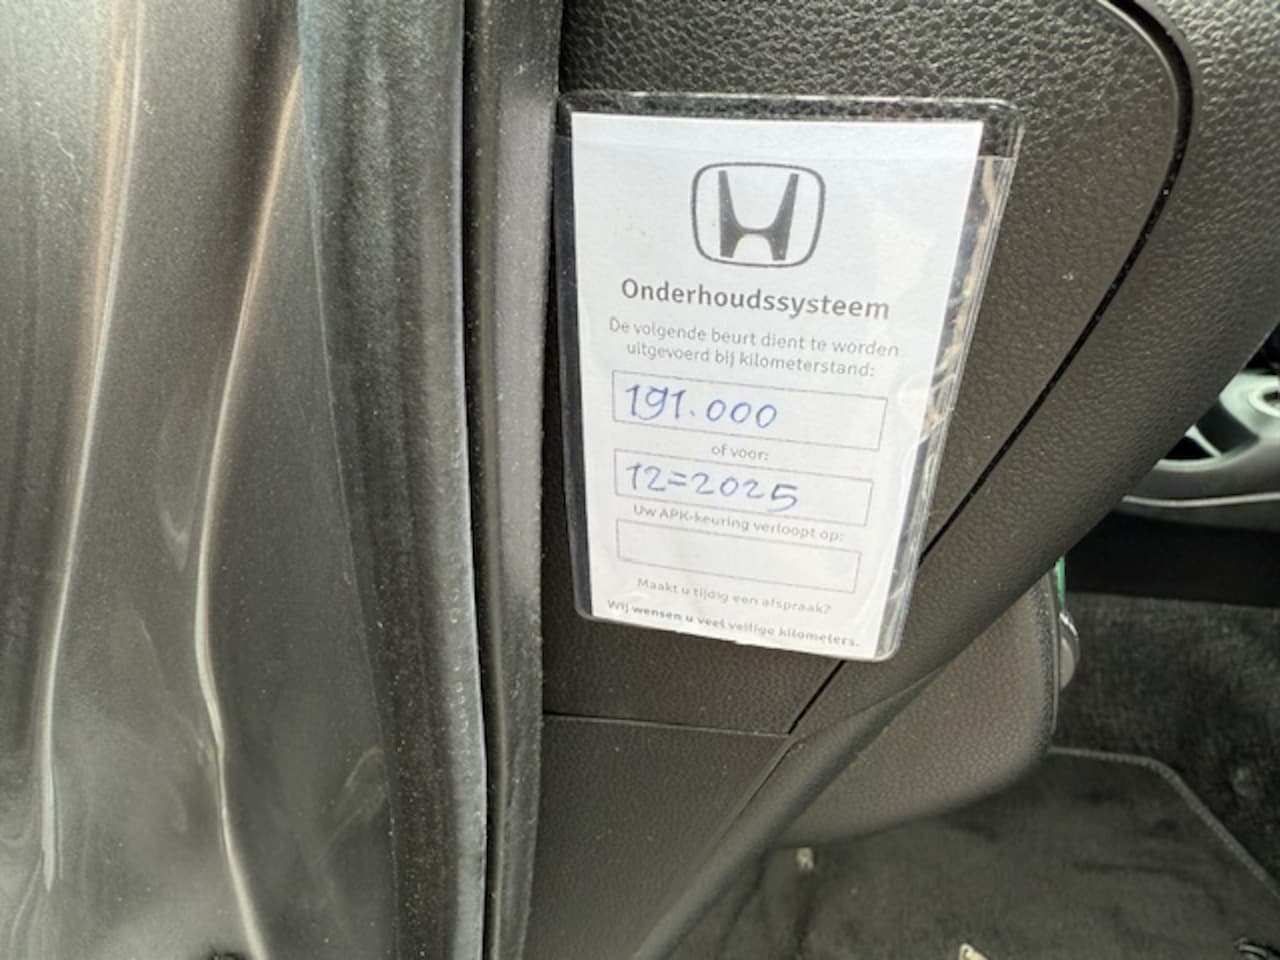 Onderhoudssysteem
De volgende beurt dient te worden
uitgevoerd bij kilometerstand:
191.000
of voor:
12=2025
Uw APK-keuring verloopt op:
Maakt u tijdig een afspraak?
Wij wensen u veel veilige kilometers.